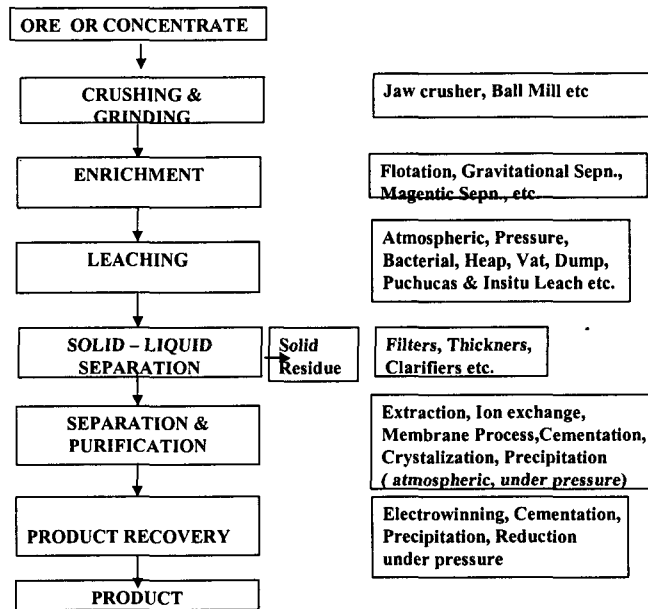 ORE OR CONCENTRATE
CRUSHING &
GRINDING
Jaw crusher, Ball Mill etc
ENRICHMENT
Flotation, Gravitational Sepn.,
Magentic Sepn., etc.
LEACHING
Atmospheric, Pressure,
Bacterial, Heap, Vat, Dump,
Puchucas & Insitu Leach etc.
SOLID – LIQUID
SEPARATION
Solid
Residue
Filters, Thickners,
Clarifiers etc.
SEPARATION &
PURIFICATION
Extraction, Ion exchange,
Membrane Process,Cementation,
Crystalization, Precipitation
( atmospheric, under pressure)
PRODUCT RECOVERY
Electrowinning, Cementation,
Precipitation, Reduction
under pressure
PRODUCT